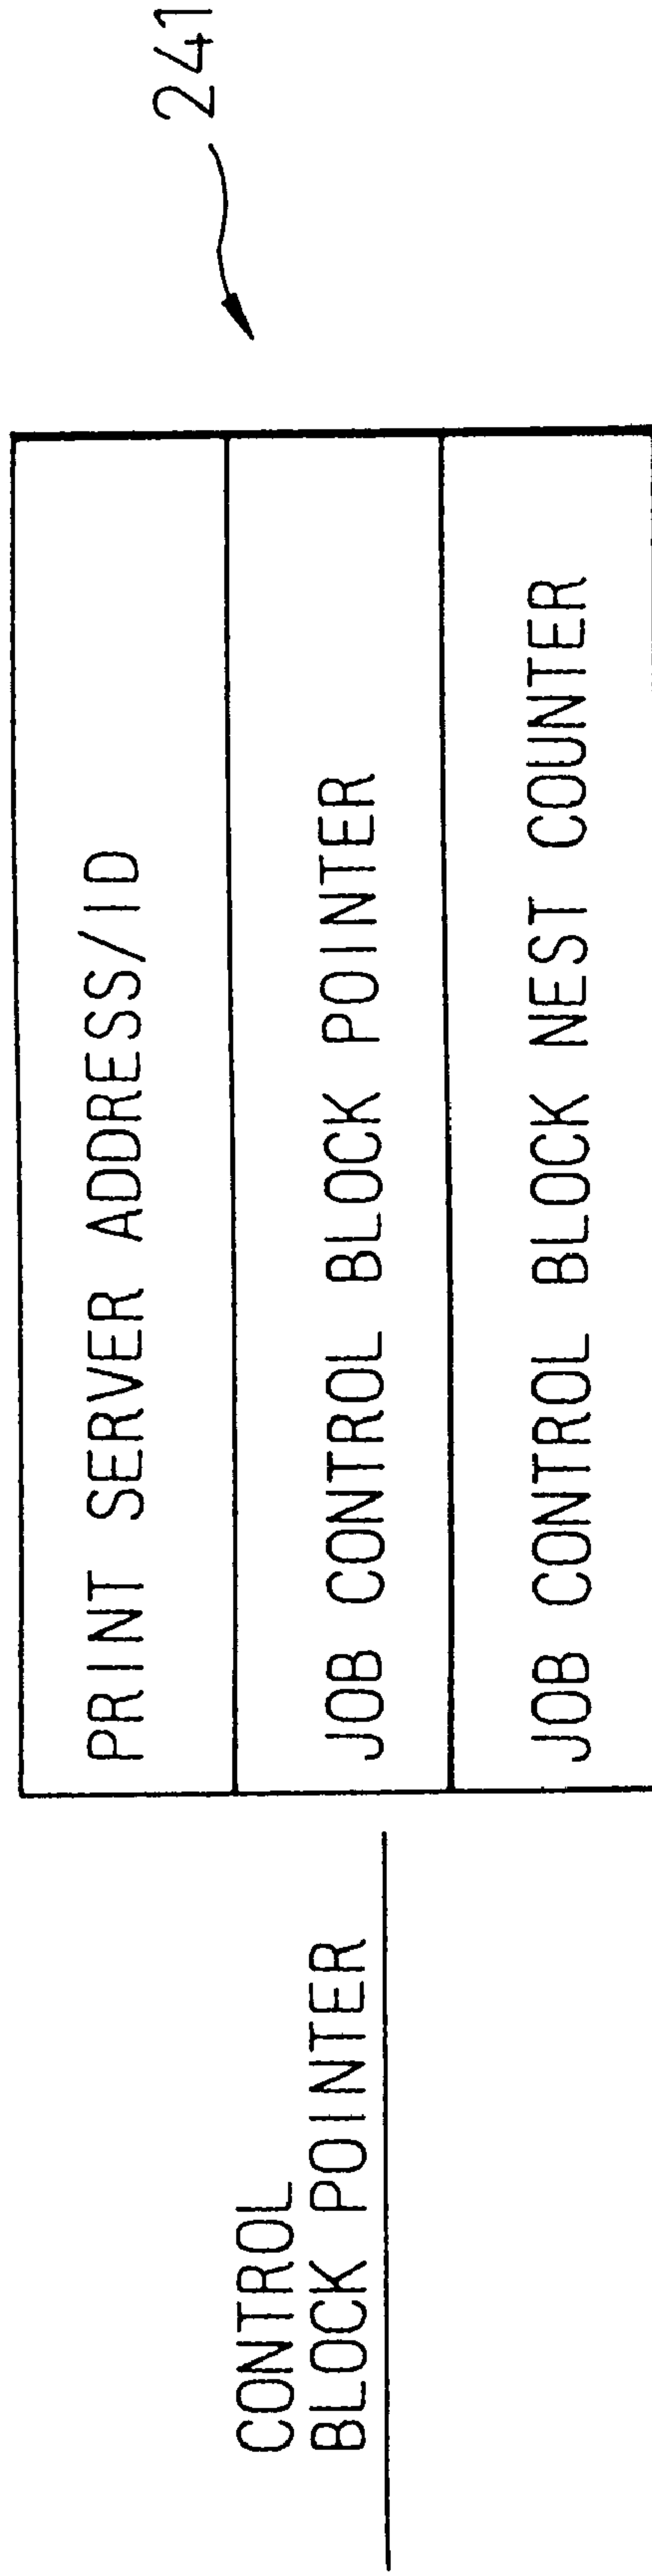 241
PRINT SERVER ADDRESS/ID
JOB CONTROL BLOCK POINTER
JOB CONTROL BLOCK NEST COUNTER
CONTROL
BLOCK POINTER